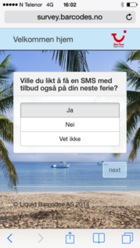 N Telenor 4G 16:02
survey.barcodes.no
Velkommen hjem
Ville du likt å få en SMS med
tilbud også på din neste ferie?
Ja
Nei
Vet ikke
next
© Liquid Barcodes AS 2014